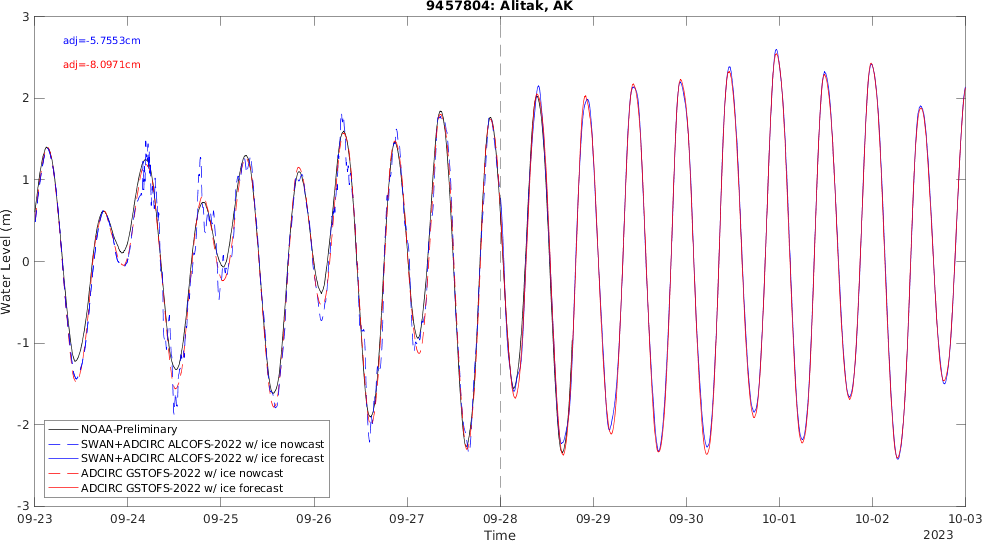 9457804: Alitak, AK
adj=-5.7553cm
adj=-8.0971cm
Water Level (m)
3
2
1
0
-1
-2
-3
NOAA-Preliminary
SWAN+ADCIRC ALCOFS-2022 w/ ice nowcast
SWAN+ADCIRC ALCOFS-2022 w/ ice forecast
ADCIRC GSTOFS-2022 w/ ice nowcast
ADCIRC GSTOFS-2022 w/ ice forecast
09-23 09-24 09-25 09-26 09-27 09-28 09-29 09-30 10-01 10-02 10-03
Time
2023